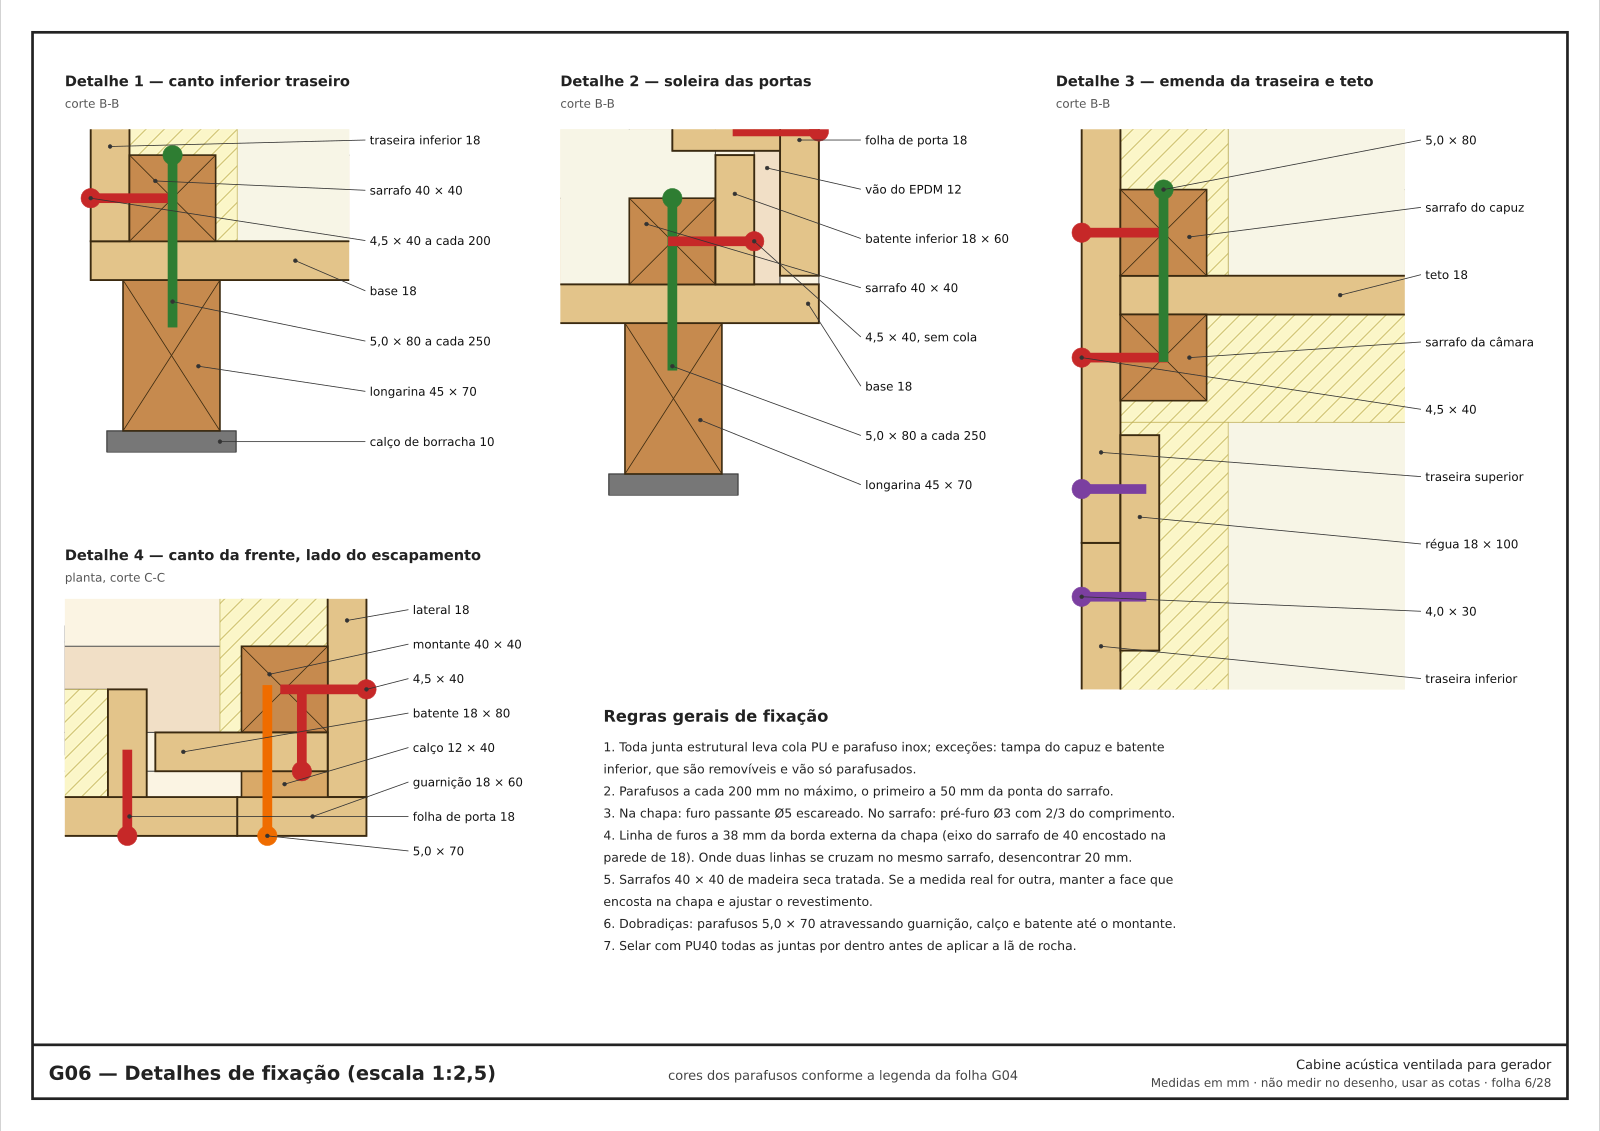 Detalhe 1 — canto inferior traseiro
corte B-B
traseira inferior 18
sarrafo 40 × 40
4,5 × 40 a cada 200
base 18
5,0 × 80 a cada 250
longarina 45 × 70
calço de borracha 10
Detalhe 2 — soleira das portas
corte B-B
folha de porta 18
vão do EPDM 12
batente inferior 18 × 60
sarrafo 40 × 40
4,5 × 40, sem cola
base 18
5,0 × 80 a cada 250
longarina 45 × 70
Detalhe 3 — emenda da traseira e teto
corte B-B
5,0 × 80
sarrafo do capuz
teto 18
sarrafo da câmara
4,5 × 40
traseira superior
régua 18 × 100
4,0 × 30
traseira inferior
Detalhe 4 — canto da frente, lado do escapamento
planta, corte C-C
lateral 18
montante 40 × 40
4,5 × 40
batente 18 × 80
calço 12 × 40
guarnição 18 × 60
folha de porta 18
5,0 × 70
Regras gerais de fixação
1. Toda junta estrutural leva cola PU e parafuso inox; exceções: tampa do capuz e batente
inferior, que são removíveis e vão só parafusados.
2. Parafusos a cada 200 mm no máximo, o primeiro a 50 mm da ponta do sarrafo.
3. Na chapa: furo passante Ø5 escareado. No sarrafo: pré-furo Ø3 com 2/3 do comprimento.
4. Linha de furos a 38 mm da borda externa da chapa (eixo do sarrafo de 40 encostado na
parede de 18). Onde duas linhas se cruzam no mesmo sarrafo, desencontrar 20 mm.
5. Sarrafos 40 × 40 de madeira seca tratada. Se a medida real for outra, manter a face que
encosta na chapa e ajustar o revestimento.
6. Dobradiças: parafusos 5,0 × 70 atravessando guarnição, calço e batente até o montante.
7. Selar com PU40 todas as juntas por dentro antes de aplicar a lã de rocha.
G06 — Detalhes de fixação (escala 1:2,5)
cores dos parafusos conforme a legenda da folha G04
Cabine acústica ventilada para gerador
Medidas em mm · não medir no desenho, usar as cotas · folha 6/28